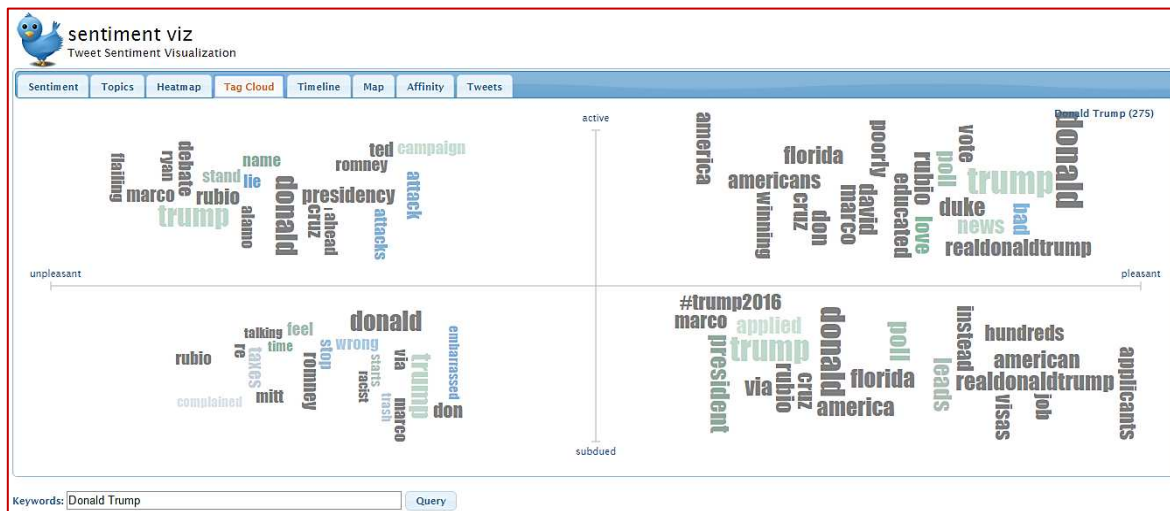 sentiment viz
Tweet Sentiment Visualization
Sentiment Topics Heatmap Tag Cloud Timeline Map Affinity Tweets
active
Donald Trump (275)
flailing
ryan
debate
name
stand
lie
marco
rubio
trump
alamo
donald
ted
campaign
romney
presidency
cruz
ahead
attack
attacks
america
florida
americans
winning
cruz
don
marco
david
poorly
educated
rubio
love
poll
vote
trump
donald
duke
news
bad
realdonaldtrump
unpleasant
pleasant
talking
feel
time
rubio
re
taxes
complained
mitt
romney
stop
wrong
donald
starts
racist
trash
via
marco
trump
don
embarrassed
#trump2016
marco
applied
president
trump
via
rubio
cruz
donald
america
florida
poll
leads
instead
hundreds
american
realdonaldtrump
visas
job
applicants
subdued
Keywords: Donald Trump Query